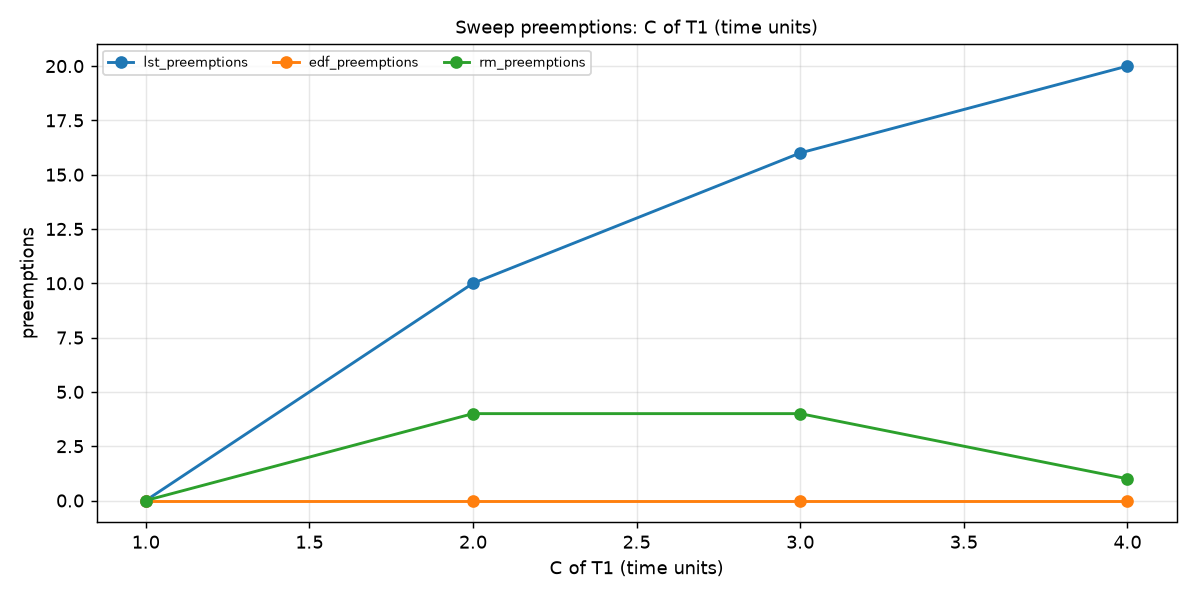 Sweep preemptions: C of T1 (time units)
lst_preemptions edf_preemptions rm_preemptions
20.0
17.5
15.0
12.5
10.0
7.5
5.0
2.5
0.0
preemptions
1.0 1.5 2.0 2.5 3.0 3.5 4.0
C of T1 (time units)